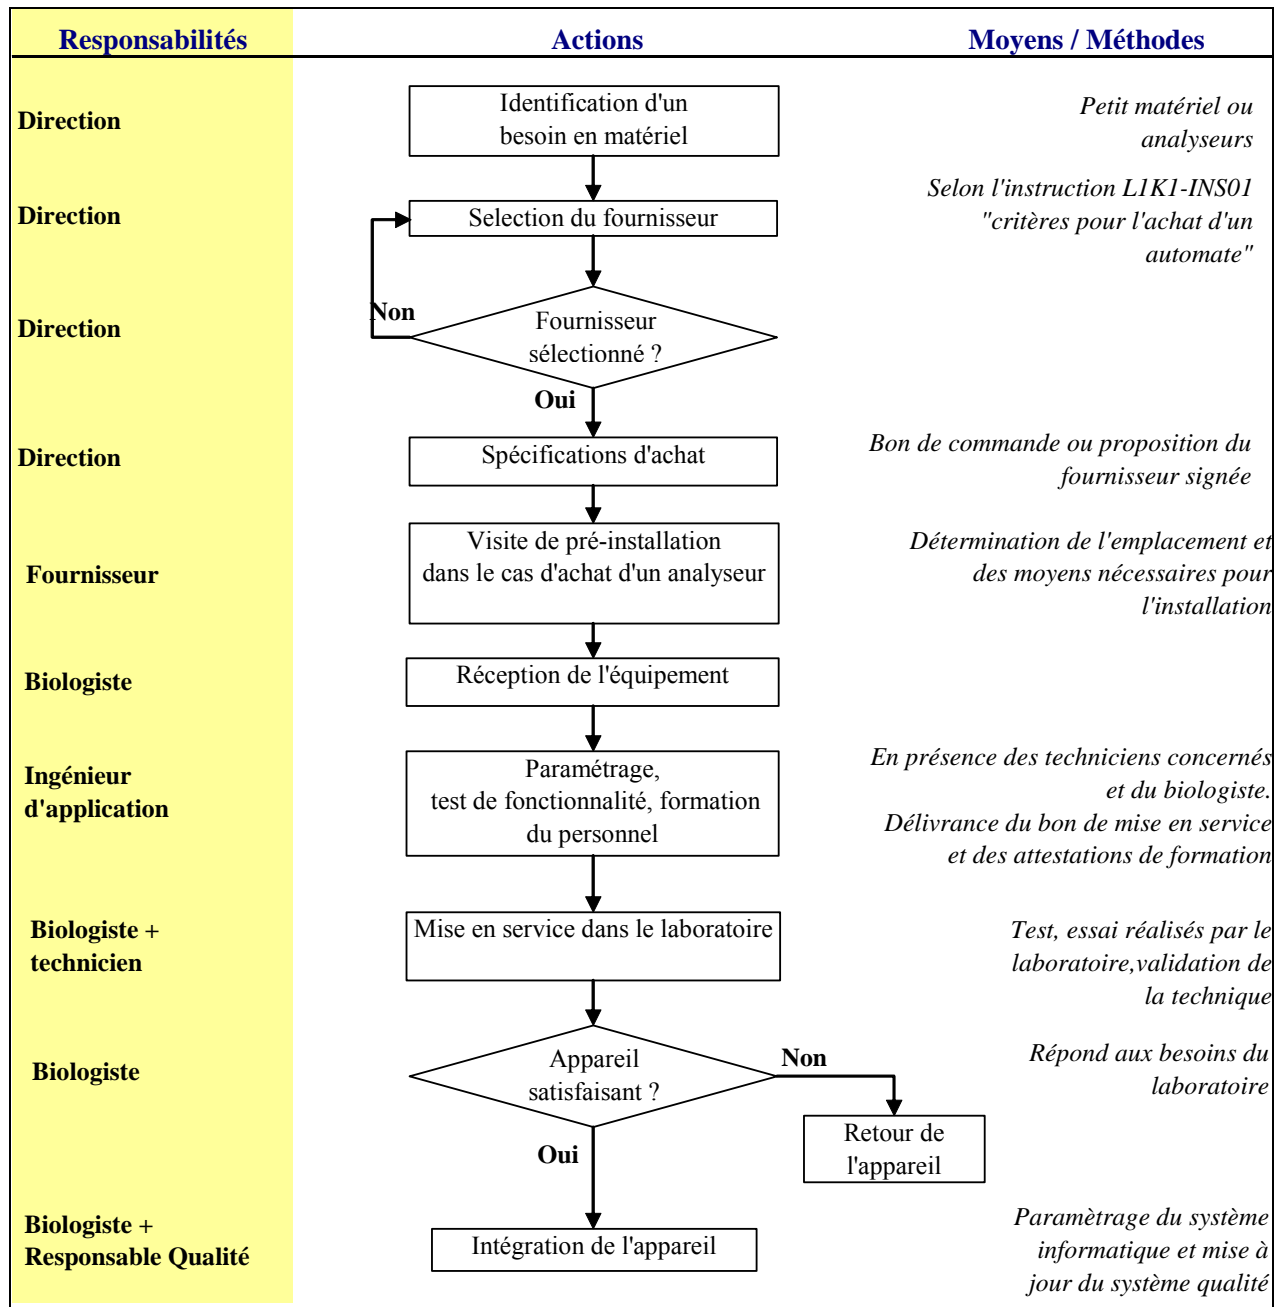 Responsabilités
Actions
Moyens / Méthodes
Direction
Identification d'un
besoin en matériel
Petit matériel ou
analyseurs
Direction
Selection du fournisseur
Selon l'instruction L1K1-INS01
"critères pour l'achat d'un
automate"
Direction
Non
Fournisseur
sélectionné ?
Oui
Direction
Spécifications d'achat
Bon de commande ou proposition du
fournisseur signée
Fournisseur
Visite de pré-installation
dans le cas d'achat d'un analyseur
Détermination de l'emplacement et
des moyens nécessaires pour
l'installation
Biologiste
Réception de l'équipement
Ingénieur
d'application
Paramétrage,
test de fonctionnalité, formation
du personnel
En présence des techniciens concernés
et du biologiste.
Délivrance du bon de mise en service
et des attestations de formation
Biologiste +
technicien
Mise en service dans le laboratoire
Test, essai réalisés par le
laboratoire,validation de
la technique
Biologiste
Appareil
satisfaisant ?
Non
Répond aux besoins du
laboratoire
Retour de
l'appareil
Oui
Biologiste +
Responsable Qualité
Intégration de l'appareil
Paramètrage du système
informatique et mise à
jour du système qualité